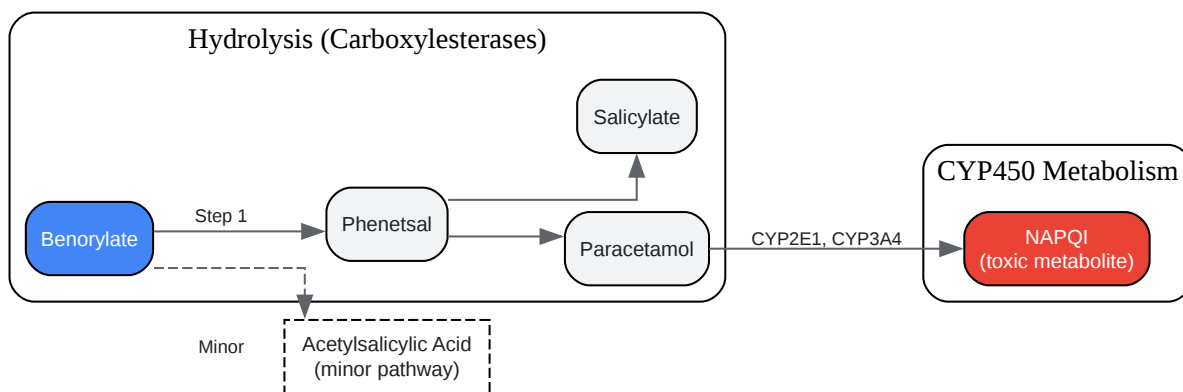 Hydrolysis (Carboxylesterases)
Salicylate
CYP450 Metabolism
Benorylate
Step 1
Phenetsal
Paracetamol
CYP2E1, CYP3A4
NAPQI
(toxic metabolite)
Minor
Acetylsalicylic Acid
(minor pathway)